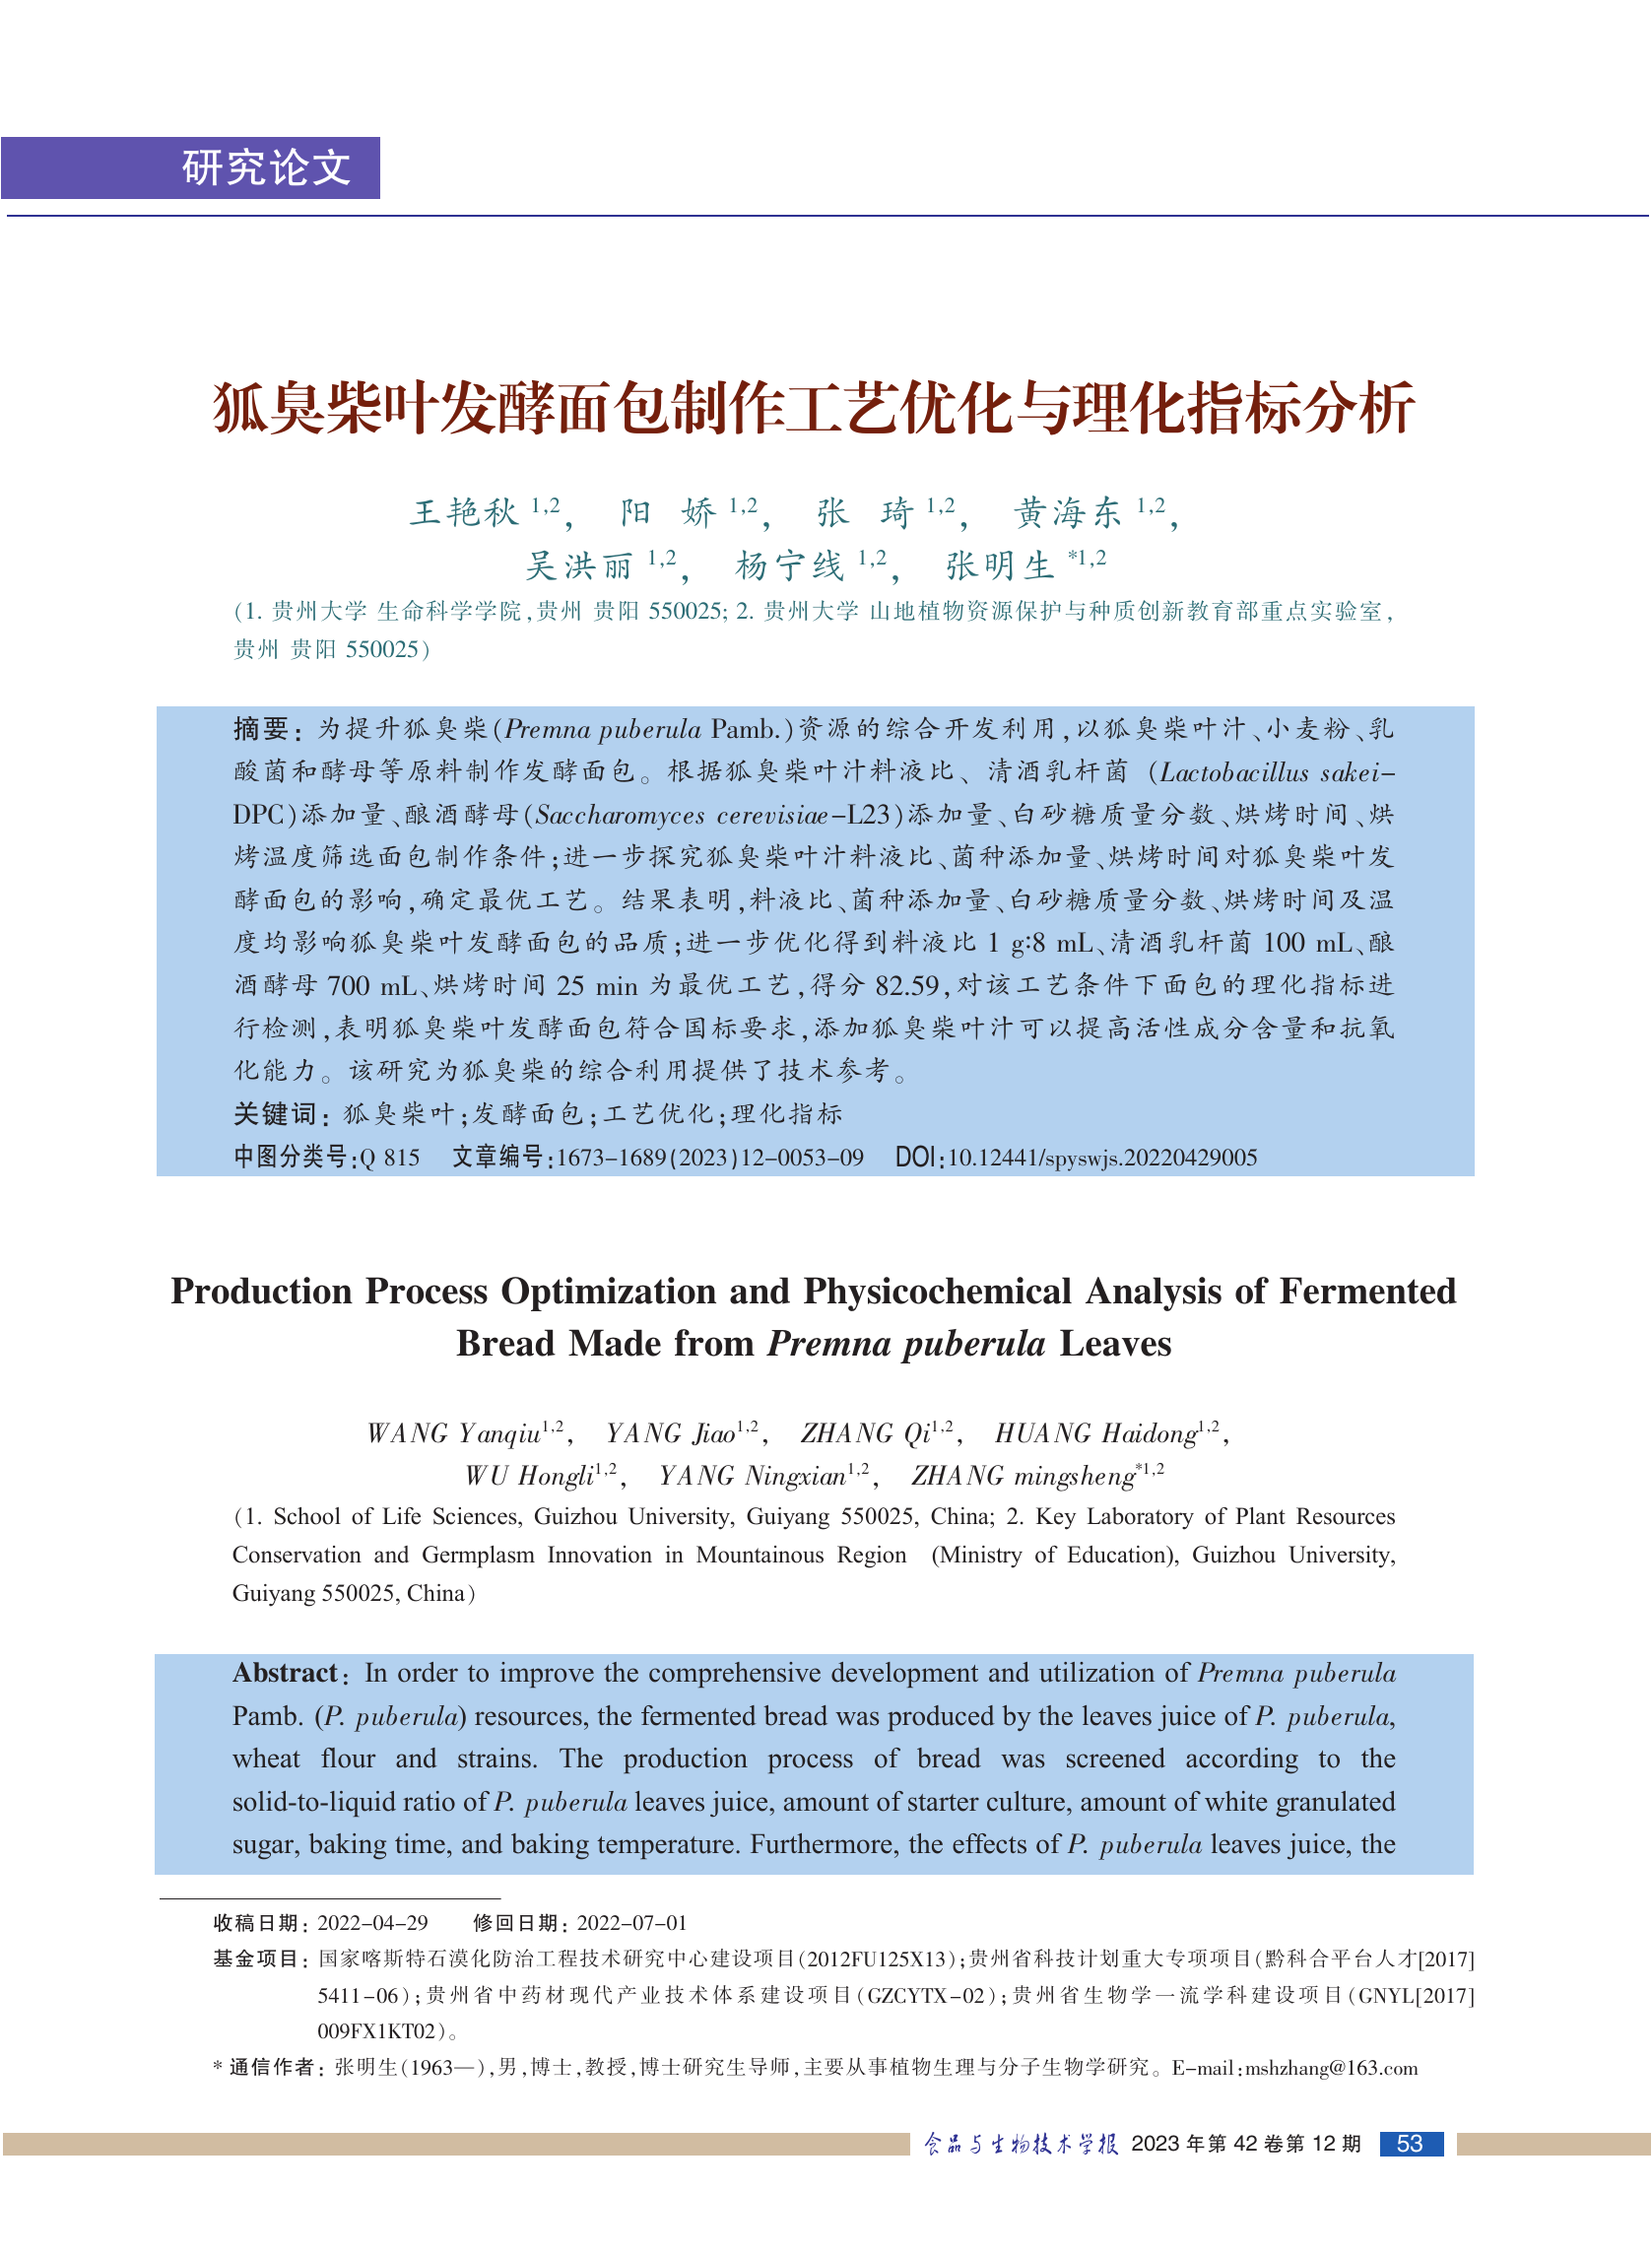 研究论文
狐臭柴叶发酵面包制作工艺优化与理化指标分析
王艳秋 1,2， 阳 娇 1,2， 张 琦 1,2， 黄海东 1,2，
吴洪丽 1,2， 杨宁线 1,2， 张明生 *1,2
(1. 贵州大学 生命科学学院,贵州 贵阳 550025; 2. 贵州大学 山地植物资源保护与种质创新教育部重点实验室,
贵州 贵阳 550025)
摘要：为提升狐臭柴(Premna puberula Pamb.)资源的综合开发利用,以狐臭柴叶汁、小麦粉、乳
酸菌和酵母等原料制作发酵面包。根据狐臭柴叶汁料液比、清酒乳杆菌 (Lactobacillus sakei-
DPC)添加量、酿酒酵母(Saccharomyces cerevisiae-L23)添加量、白砂糖质量分数、烘烤时间、烘
烤温度筛选面包制作条件;进一步探究狐臭柴叶汁料液比、菌种添加量、烘烤时间对狐臭柴叶发
酵面包的影响,确定最优工艺。结果表明,料液比、菌种添加量、白砂糖质量分数、烘烤时间及温
度均影响狐臭柴叶发酵面包的品质;进一步优化得到料液比 1 g∶8 mL、清酒乳杆菌 100 mL、酿
酒酵母 700 mL、烘烤时间 25 min 为最优工艺,得分 82.59,对该工艺条件下面包的理化指标进
行检测,表明狐臭柴叶发酵面包符合国标要求,添加狐臭柴叶汁可以提高活性成分含量和抗氧
化能力。该研究为狐臭柴的综合利用提供了技术参考。
关键词：狐臭柴叶;发酵面包;工艺优化;理化指标
中图分类号:Q 815 文章编号:1673-1689(2023)12-0053-09 DOI:10.12441/spyswjs.20220429005
Production Process Optimization and Physicochemical Analysis of Fermented
Bread Made from Premna puberula Leaves
WANG Yanqiu1,2, YANG Jiao1,2, ZHANG Qi1,2, HUANG Haidong1,2,
WU Hongli1,2, YANG Ningxian1,2, ZHANG mingsheng*1,2
(1. School of Life Sciences, Guizhou University, Guiyang 550025, China; 2. Key Laboratory of Plant Resources
Conservation and Germplasm Innovation in Mountainous Region (Ministry of Education), Guizhou University,
Guiyang 550025, China)
Abstract: In order to improve the comprehensive development and utilization of Premna puberula
Pamb. (P. puberula) resources, the fermented bread was produced by the leaves juice of P. puberula,
wheat flour and strains. The production process of bread was screened according to the
solid-to-liquid ratio of P. puberula leaves juice, amount of starter culture, amount of white granulated
sugar, baking time, and baking temperature. Furthermore, the effects of P. puberula leaves juice, the
收稿日期：2022-04-29 修回日期：2022-07-01
基金项目：国家喀斯特石漠化防治工程技术研究中心建设项目(2012FU125X13);贵州省科技计划重大专项项目(黔科合平台人才[2017]
5411-06);贵州省中药材现代产业技术体系建设项目(GZCYTX-02);贵州省生物学一流学科建设项目(GNYL[2017]
009FX1KT02)。
* 通信作者：张明生(1963—),男,博士,教授,博士研究生导师,主要从事植物生理与分子生物学研究。E-mail:mshzhang@163.com
食品与生物技术学报 2023 年第 42 卷第 12 期 53